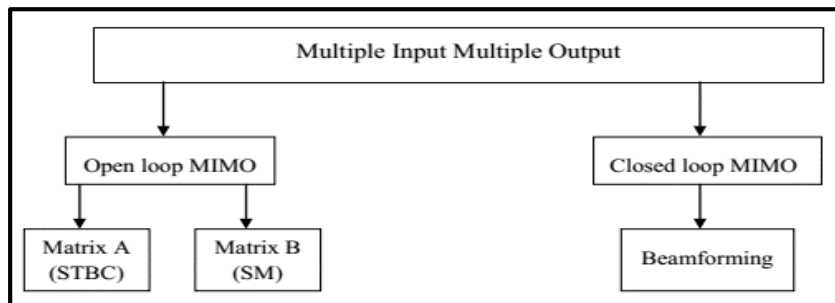 Multiple Input Multiple Output
Open loop MIMO
Closed loop MIMO
Matrix A
(STBC)
Matrix B
(SM)
Beamforming